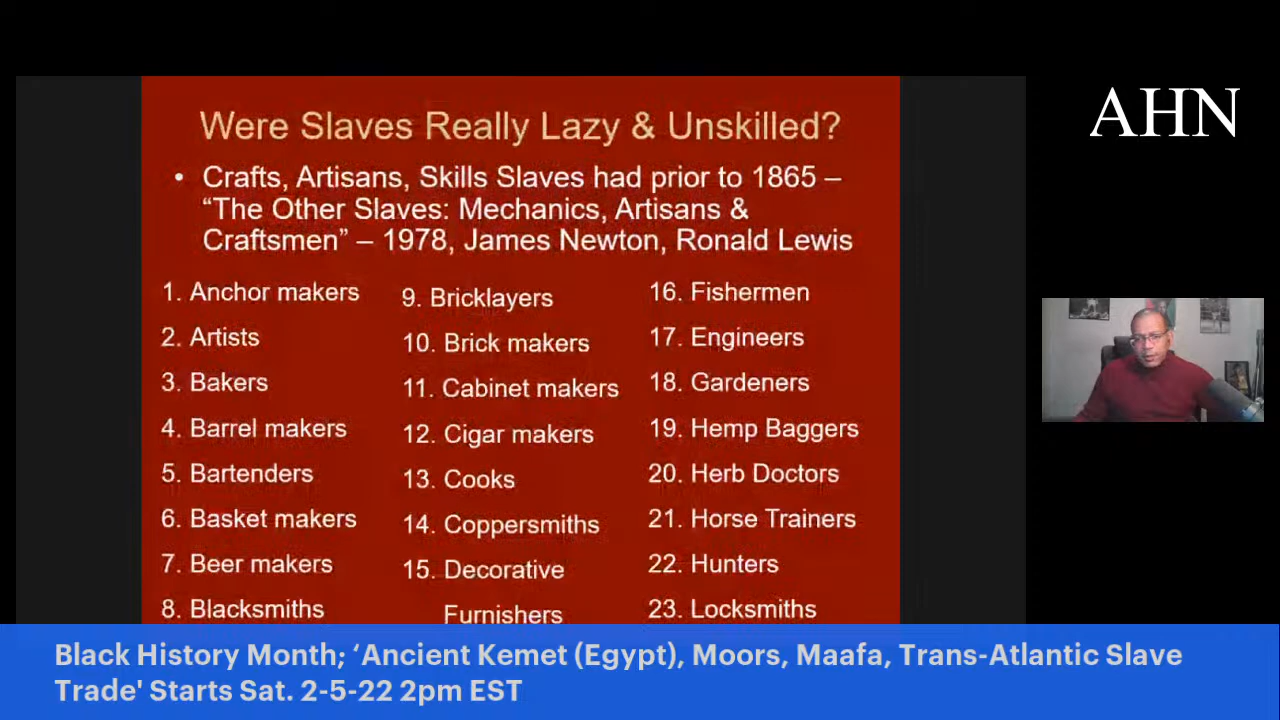 AHN
Were Slaves Really Lazy & Unskilled?
• Crafts, Artisans, Skills Slaves had prior to 1865 –
“The Other Slaves: Mechanics, Artisans &
Craftsmen” – 1978, James Newton, Ronald Lewis
1. Anchor makers
2. Artists
3. Bakers
4. Barrel makers
5. Bartenders
6. Basket makers
7. Beer makers
8. Blacksmiths
9. Bricklayers
10. Brick makers
11. Cabinet makers
12. Cigar makers
13. Cooks
14. Coppersmiths
15. Decorative
Furnishers
16. Fishermen
17. Engineers
18. Gardeners
19. Hemp Baggers
20. Herb Doctors
21. Horse Trainers
22. Hunters
23. Locksmiths
Black History Month; ‘Ancient Kemet (Egypt), Moors, Maafa, Trans-Atlantic Slave
Trade' Starts Sat. 2-5-22 2pm EST